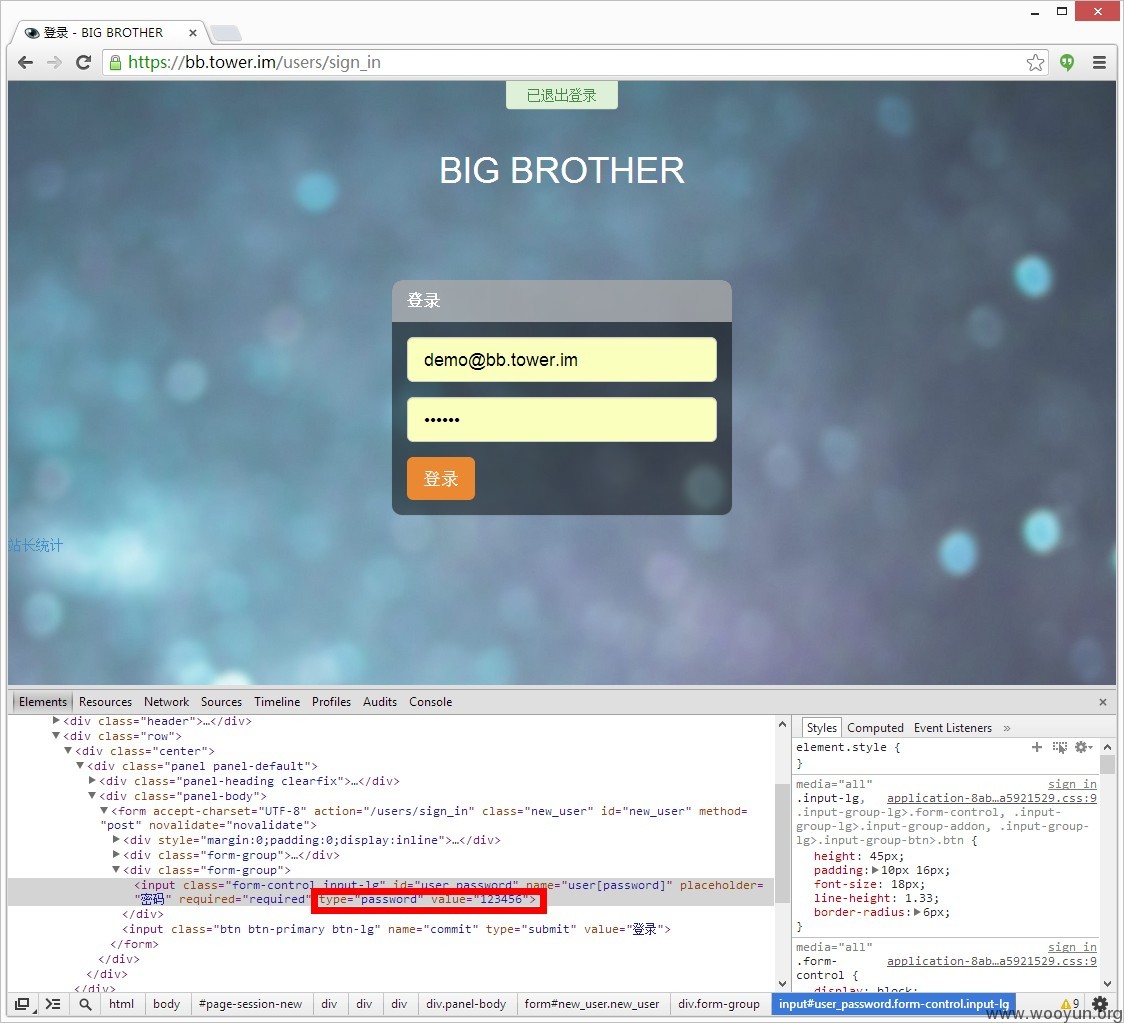 登录 - BIG BROTHER
https://bb.tower.im/users/sign_in
已退出登录
BIG BROTHER
登录
demo@bb.tower.im
••••••
登录
站长统计
Elements Resources Network Sources Timeline Profiles Audits Console
<div class="header">…</div>
<div class="row">
<div class="center">
<div class="panel panel-default">
<div class="panel-heading clearfix">…</div>
<div class="panel-body">
<form accept-charset="UTF-8" action="/users/sign_in" class="new_user" id="new_user" method=
"post" novalidate="novalidate">
<div style="margin:0;padding:0;display:inline">…</div>
<div class="form-group">…</div>
<div class="form-group">
<input class="form-control input-lg" id="user_password" name="user[password]" placeholder=
"密码" required="required" type="password" value="123456">
</div>
<input class="btn btn-primary btn-lg" name="commit" type="submit" value="登录">
</form>
</div>
</div>
</div>
html body #page-session-new div div div div.panel-body form#new_user.new_user div.form-group input#user_password.form-control.input-lg
Styles Computed Event Listeners »
element.style {
}
media="all" sign_in
.input-lg, application-8ab…a5921529.css:9
.input-group-lg>.form-control, .input-
group-lg>.input-group-addon, .input-group-
lg>.input-group-btn>.btn {
height: 45px;
padding: 10px 16px;
font-size: 18px;
line-height: 1.33;
border-radius: 6px;
}
media="all" sign_in
.form- application-8ab…a5921529.css:9
control {
display: block;
9
www.wooyun.org